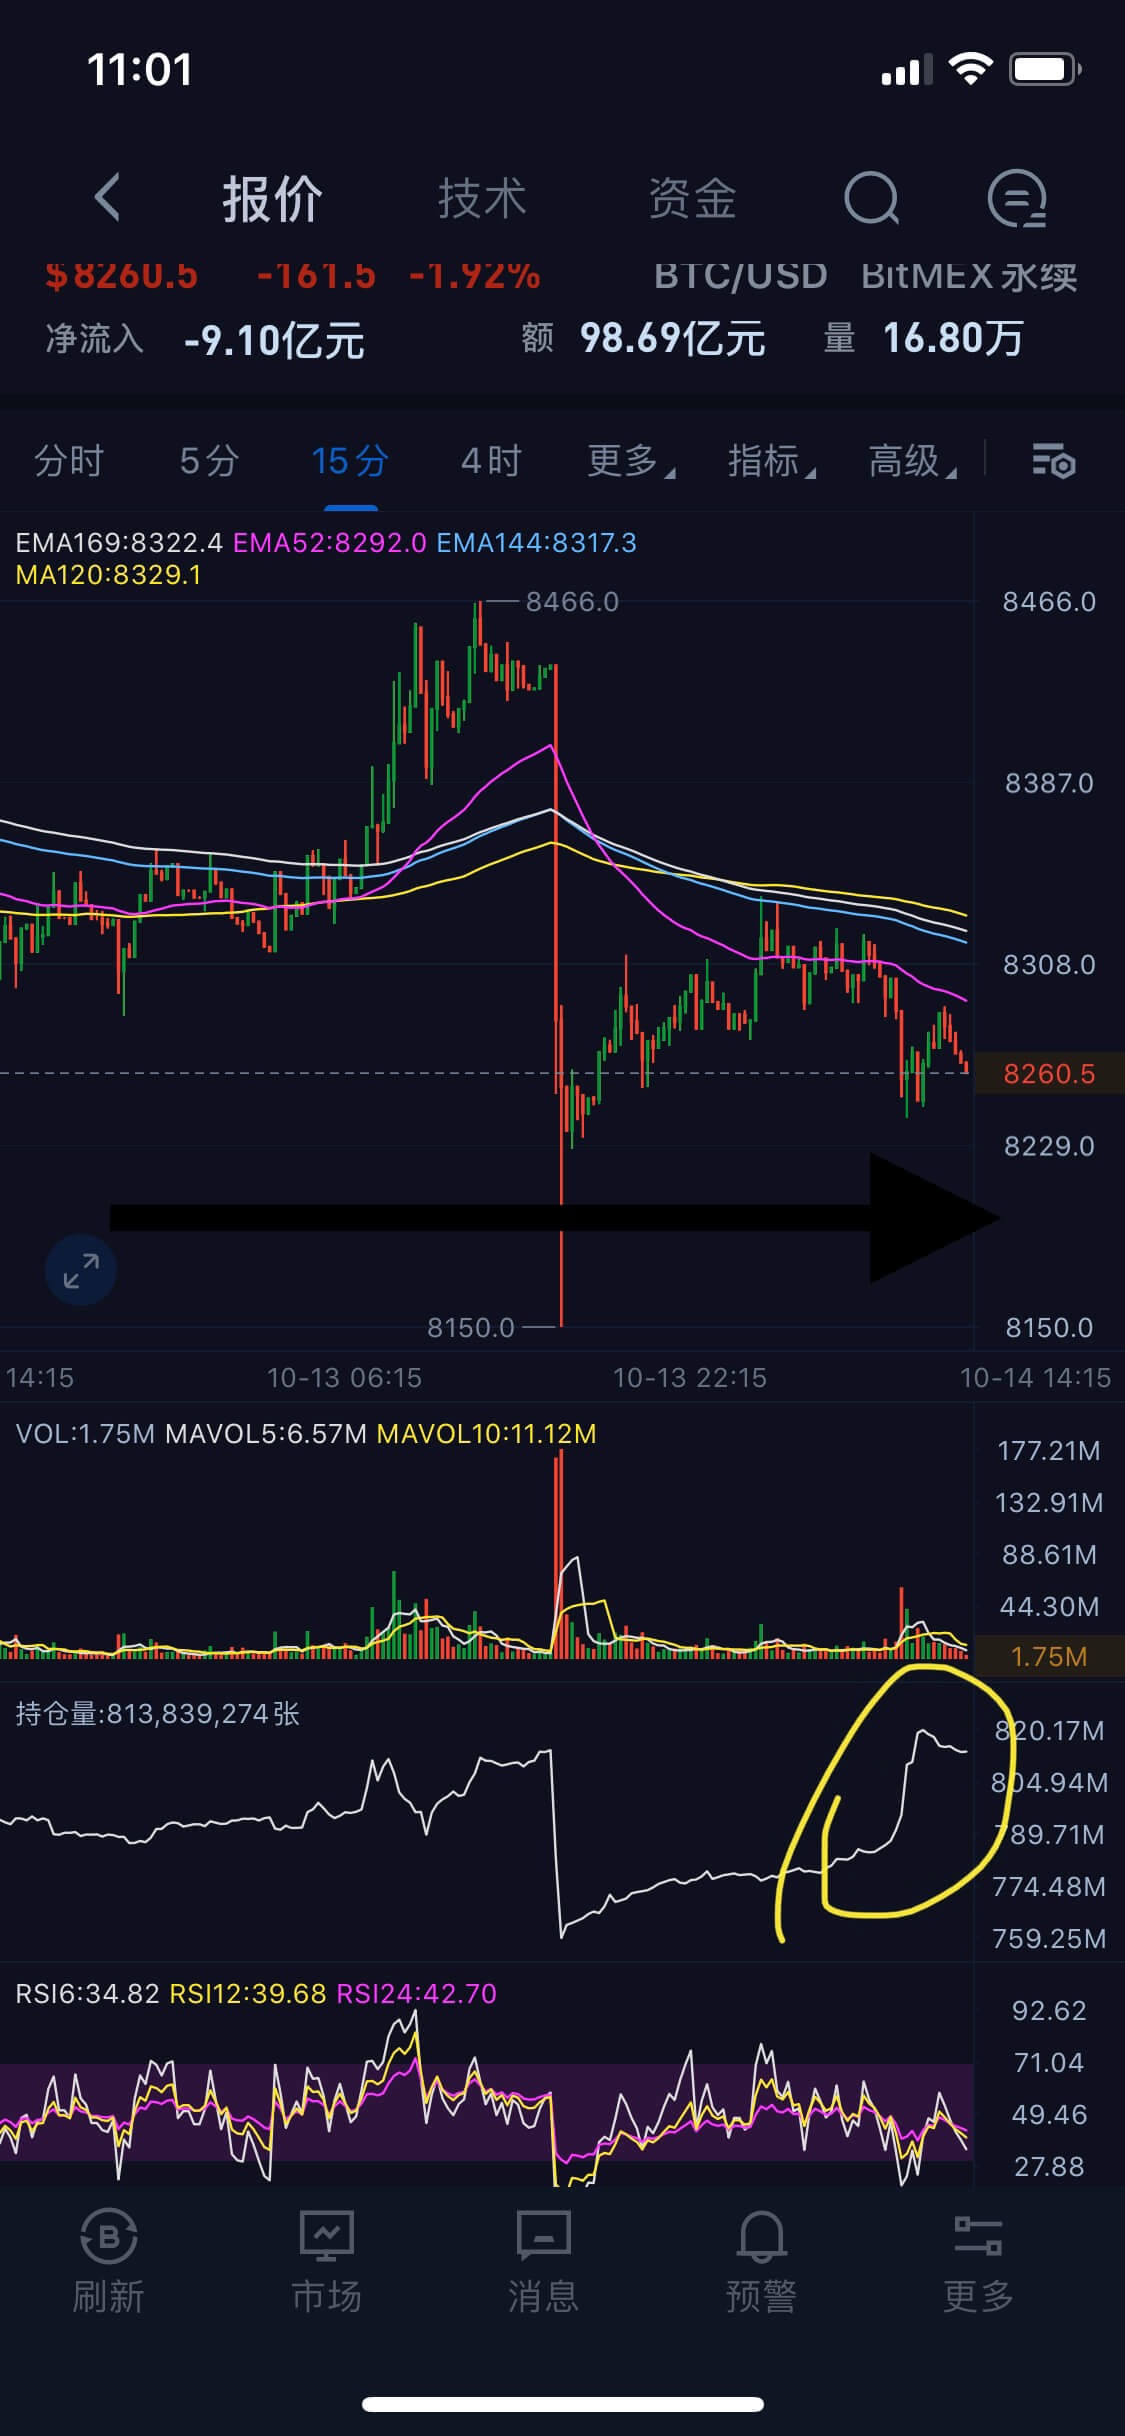 11:01
报价 技术 资金
$8260.5 -161.5 -1.92% BTC/USD BitMEX 永续
净流入 -9.10亿元 额 98.69亿元 量 16.80万
分时 5分 15分 4时 更多 指标 高级
EMA169:8322.4 EMA52:8292.0 EMA144:8317.3
MA120:8329.1
8466.0 8466.0
8387.0
8308.0
8260.5
8229.0
8150.0 8150.0
14:15 10-13 06:15 10-13 22:15 10-14 14:15
VOL:1.75M MAVOL5:6.57M MAVOL10:11.12M
177.21M
132.91M
88.61M
44.30M
1.75M
持仓量:813,839,274张
820.17M
804.94M
789.71M
774.48M
759.25M
RSI6:34.82 RSI12:39.68 RSI24:42.70
92.62
71.04
49.46
27.88
刷新 市场 消息 预警 更多